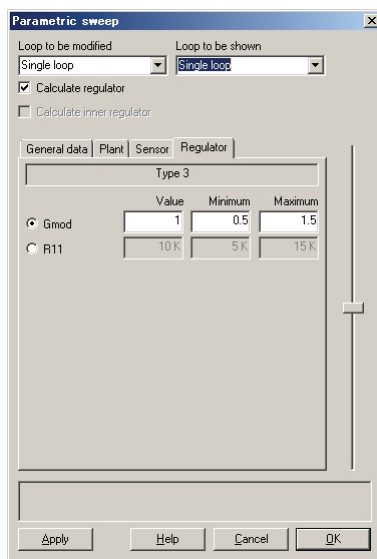 Parametric sweep
Loop to be modified Loop to be shown
Single loop Single loop
Calculate regulator
Calculate inner regulator
General data Plant Sensor Regulator
Type 3
Value Minimum Maximum
Gmod 1 0.5 1.5
R11 10 K 5 K 15 K
Apply Help Cancel OK